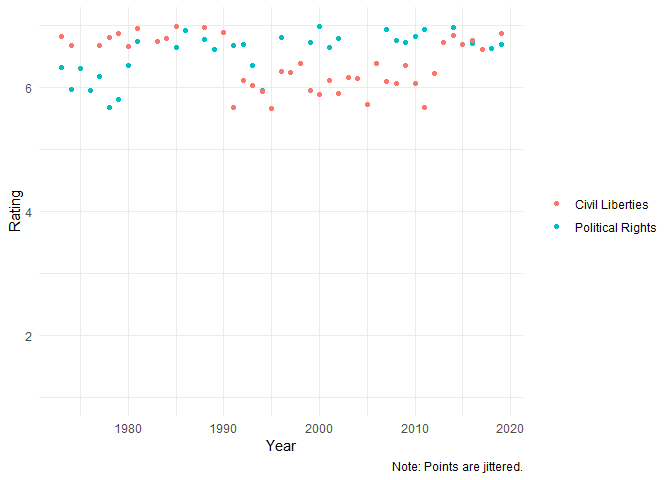 6
4
2
Rating
1980 1990 2000 2010 2020
Year
Civil Liberties
Political Rights
Note: Points are jittered.